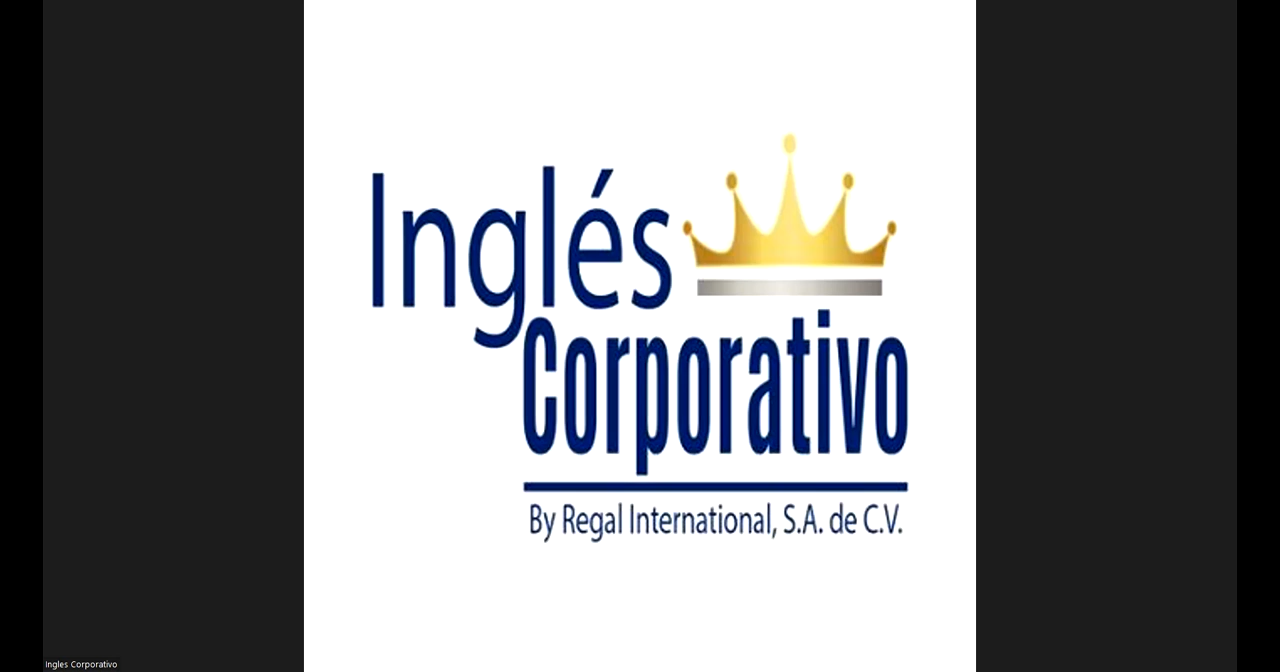 Inglés
Corporativo
By Regal International, S.A. de C.V.
Ingles Corporativo